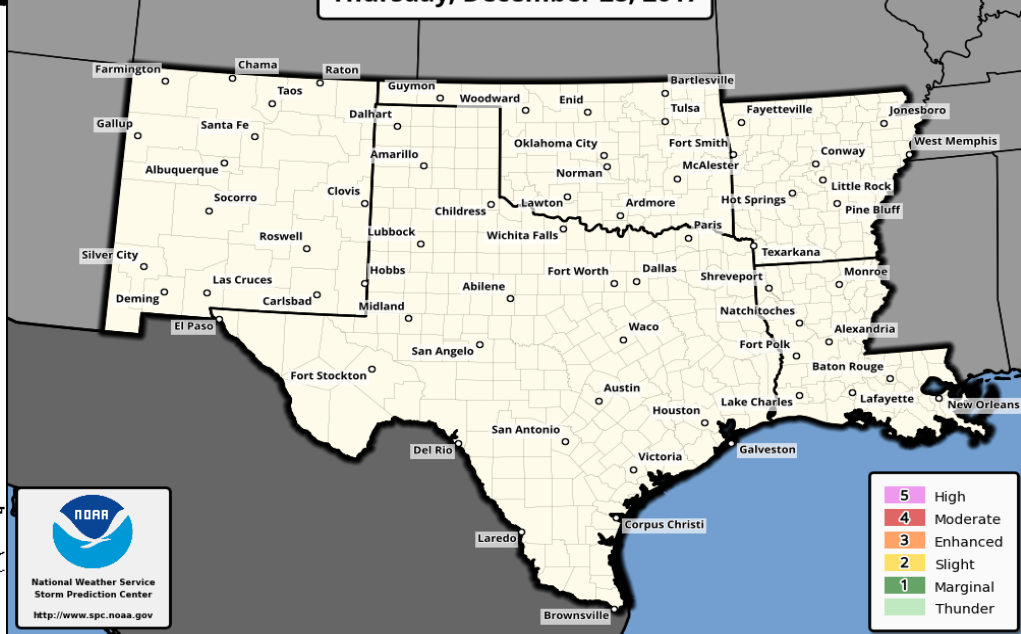 Thursday, December 28, 2017
Farmington
Chama
Raton
Taos
Guymon
Woodward
Enid
Bartlesville
Tulsa
Fayetteville
Jonesboro
Gallup
Santa Fe
Dalhart
Oklahoma City
Fort Smith
Conway
West Memphis
Albuquerque
Amarillo
Norman
McAlester
Little Rock
Socorro
Clovis
Childress
Lawton
Ardmore
Hot Springs
Pine Bluff
Roswell
Lubbock
Wichita Falls
Paris
Texarkana
Silver City
Las Cruces
Hobbs
Fort Worth
Dallas
Shreveport
Monroe
Deming
Carlsbad
Midland
Abilene
Natchitoches
El Paso
Waco
Alexandria
San Angelo
Fort Polk
Fort Stockton
Baton Rouge
Austin
Lake Charles
Lafayette
New Orleans
Houston
San Antonio
Del Rio
Galveston
Victoria
Corpus Christi
Laredo
Brownsville
NOAA
National Weather Service
Storm Prediction Center
http://www.spc.noaa.gov
5 High
4 Moderate
3 Enhanced
2 Slight
1 Marginal
Thunder